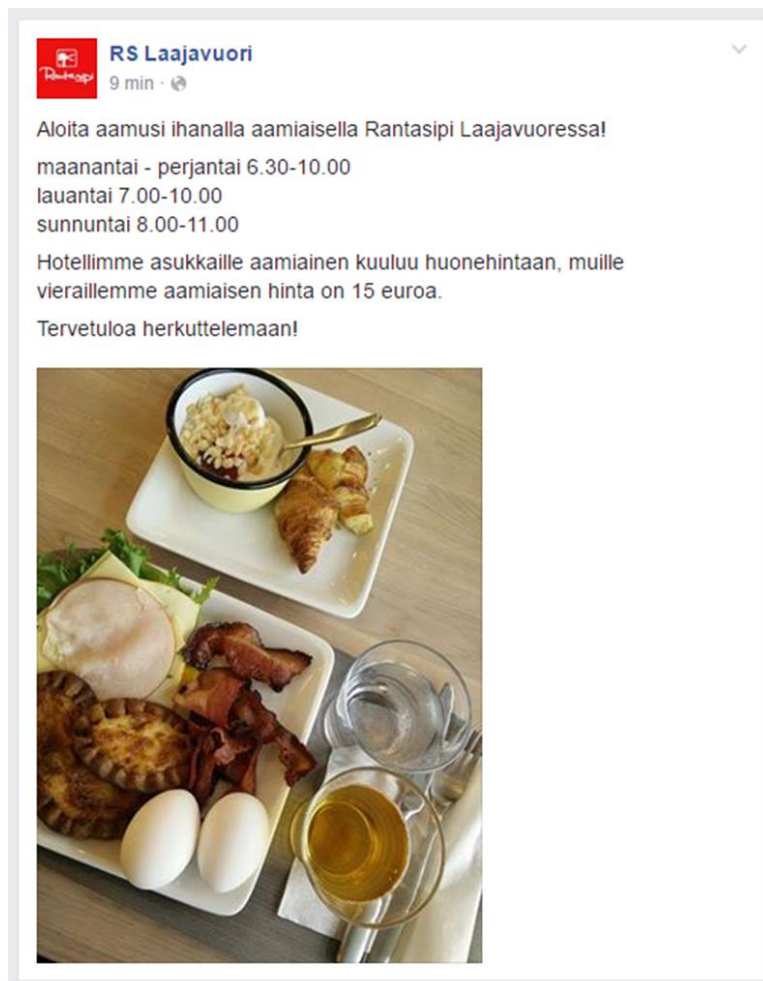 RS Laajavuori
Rantasipi
9 min ·
Aloita aamusi ihanalla aamiaisella Rantasipi Laajavuoressa!
maanantai - perjantai 6.30-10.00
lauantai 7.00-10.00
sunnuntai 8.00-11.00
Hotellimme asukkaille aamiainen kuuluu huonehintaan, muille
vieraillemme aamiaisen hinta on 15 euroa.
Tervetuloa herkuttelemaan!